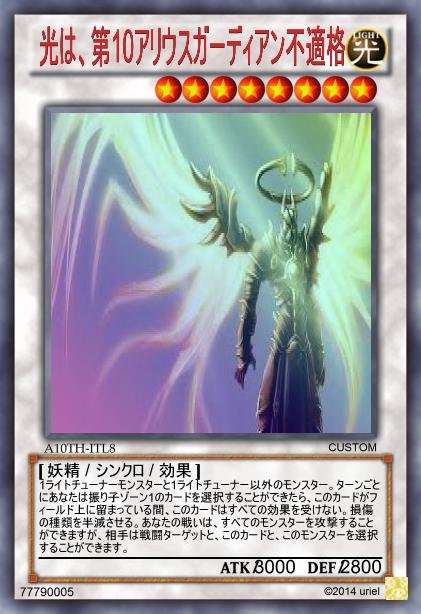 光は、第10アリウスガーディアン不適格
LIGHT
光
A10TH-ITL8
CUSTOM
[ 妖精 / シンクロ / 効果 ]
1ライトチューナーモンスターと1ライトチューナー以外のモンスター。ターンごと
にあなたは振り子ゾーン1のカードを選択することができたら、このカードがフ
ィールド上に留まっている間、このカードはすべての効果を受けない。損傷
の種類を半減させる。あなたの戦いは、すべてのモンスターを攻撃すること
ができますが、相手は戦闘ターゲットと、このカードと、このモンスターを選択
することができます。
ATK 3000 DEF 2800
77790005
©2014 uriel